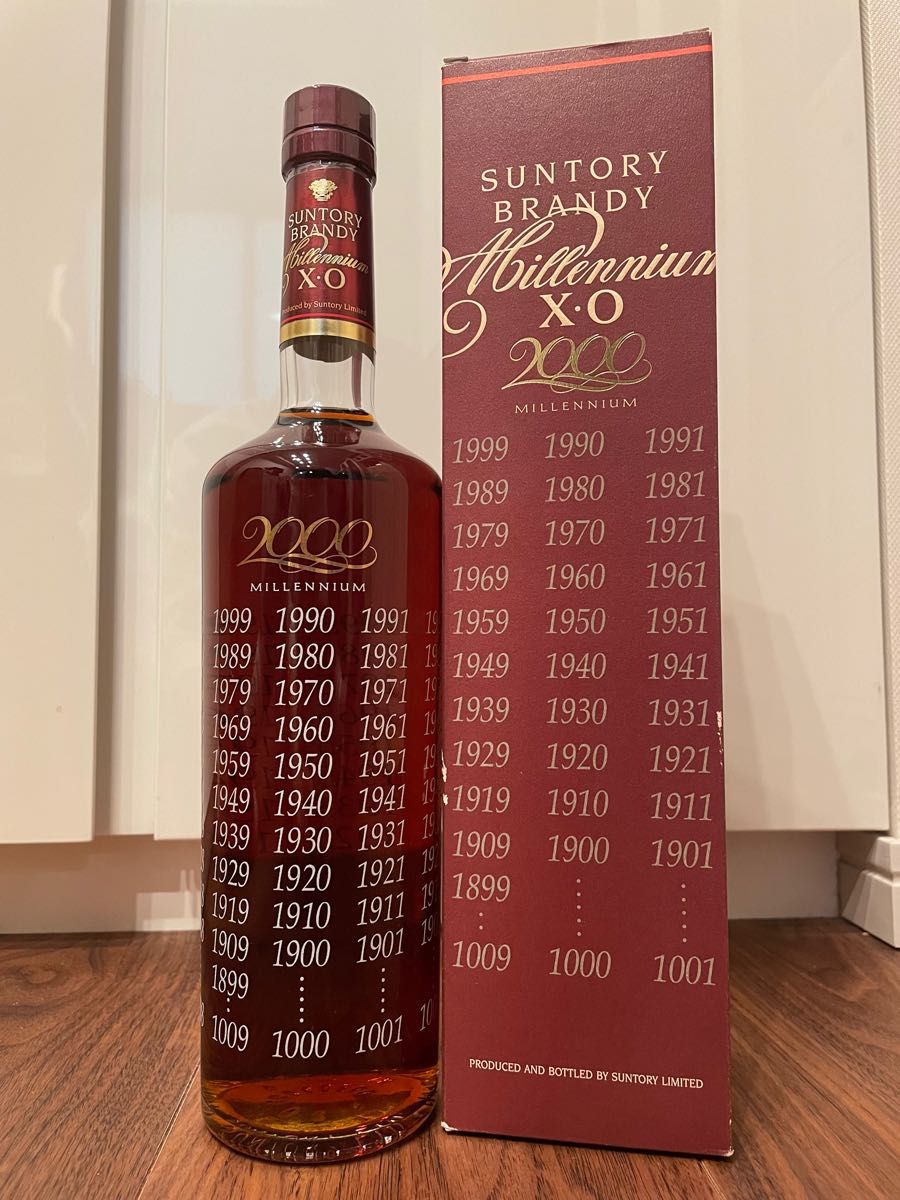 SUNTORY
BRANDY
Millennium
X·O
Produced by Suntory Limited
2000
MILLENNIUM
1999 1990 1991
1989 1980 1981
1979 1970 1971
1969 1960 1961
1959 1950 1951
1949 1940 1941
1939 1930 1931
1929 1920 1921
1919 1910 1911
1909 1900 1901
1899
1009 1000 1001
SUNTORY
BRANDY
Millennium
X·O
2000
MILLENNIUM
1999 1990 1991
1989 1980 1981
1979 1970 1971
1969 1960 1961
1959 1950 1951
1949 1940 1941
1939 1930 1931
1929 1920 1921
1919 1910 1911
1909 1900 1901
1899
1009 1000 1001
PRODUCED AND BOTTLED BY SUNTORY LIMITED